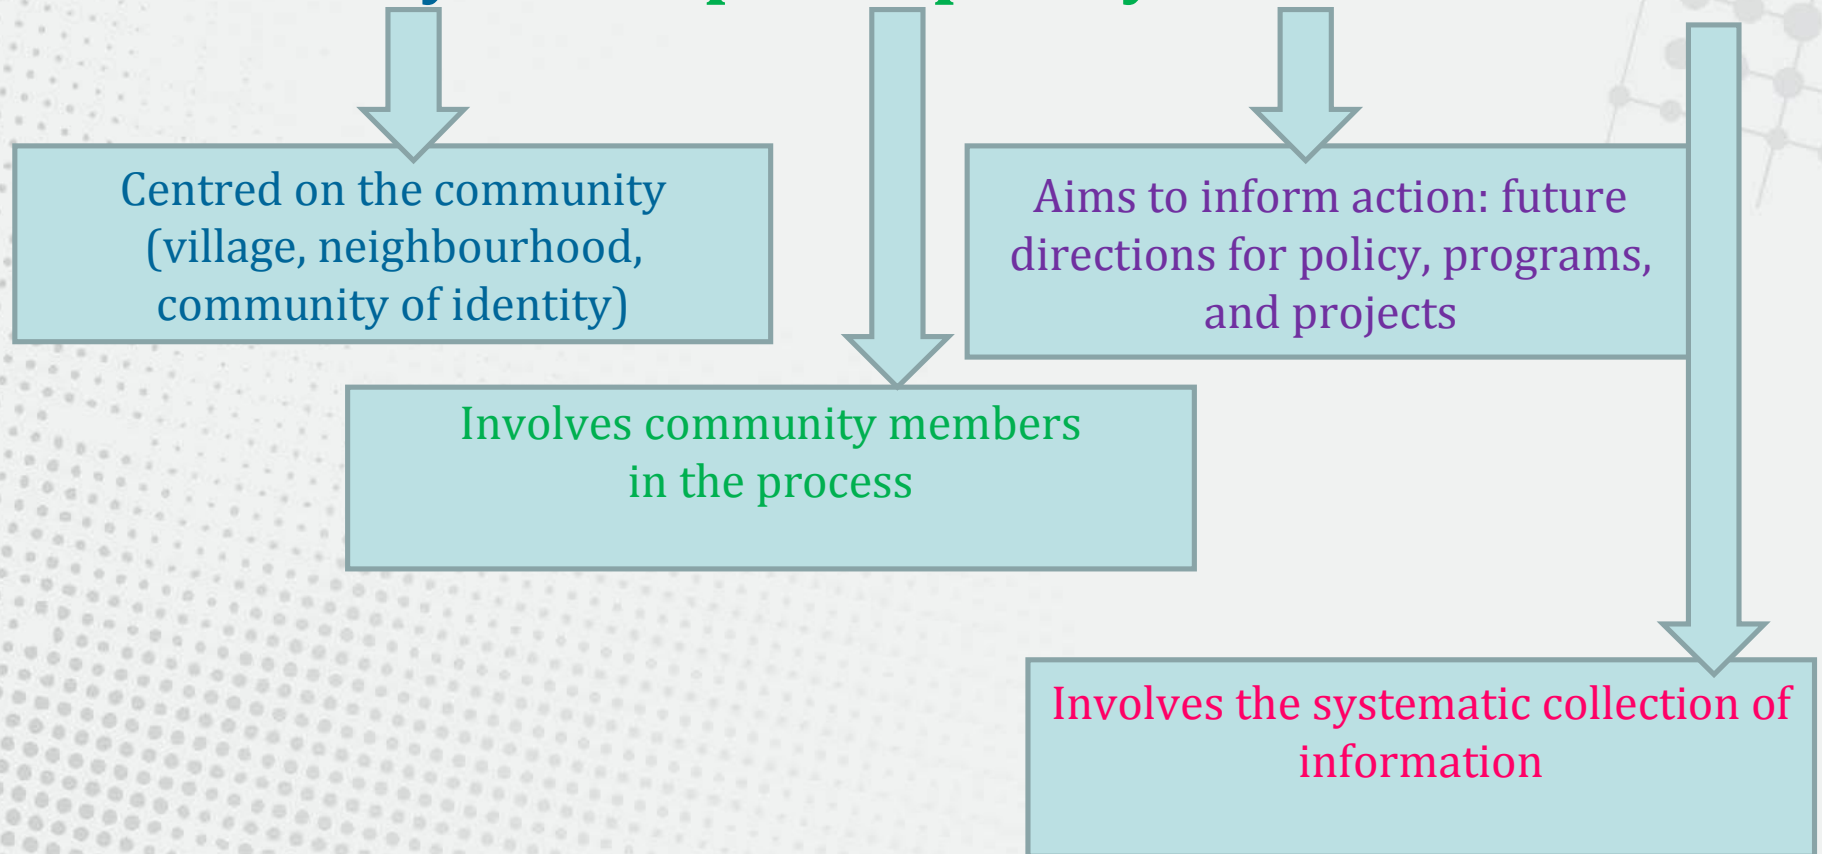 Centred on the community
(village, neighbourhood,
community of identity)
Aims to inform action: future
directions for policy, programs,
and projects
Involves community members
in the process
Involves the systematic collection of
information